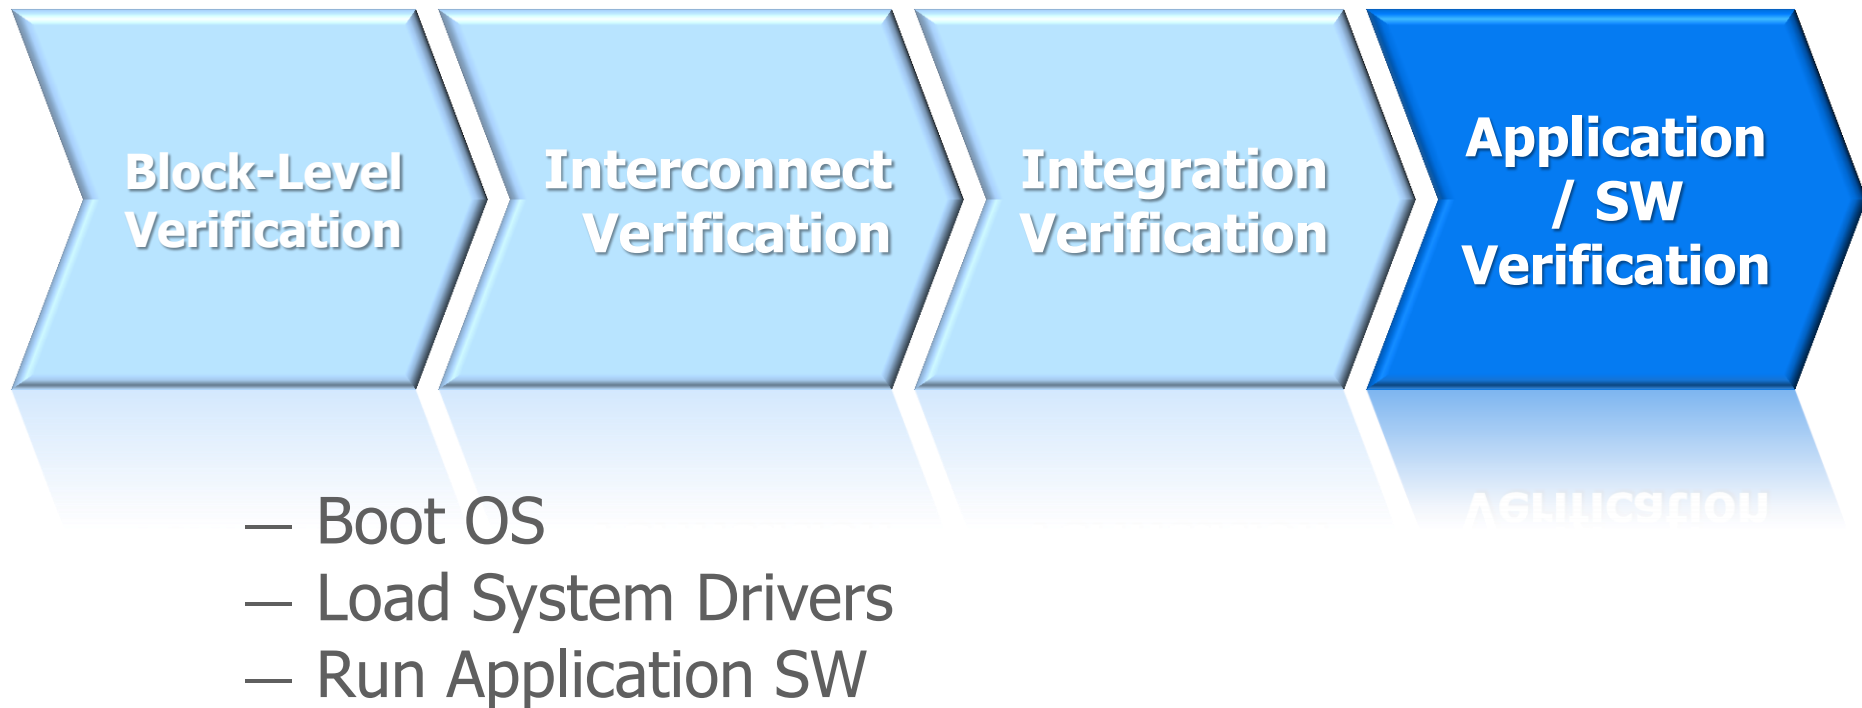 Block-Level
Verification
Interconnect
Verification
Integration
Verification
Application
/ SW
Verification
— Boot OS
— Load System Drivers
— Run Application SW